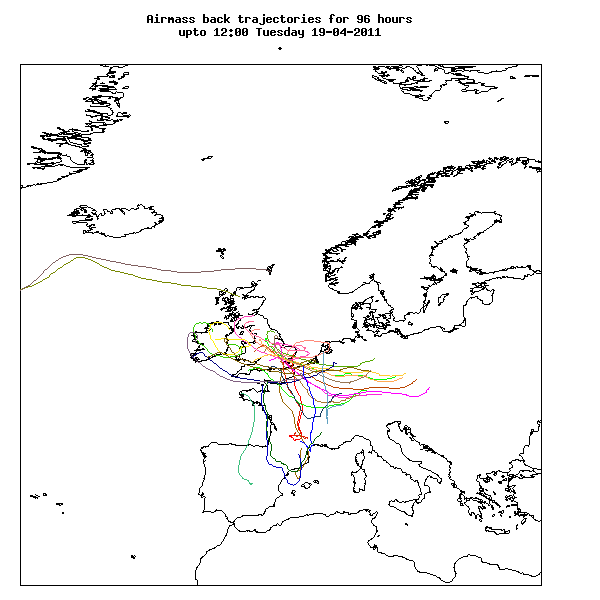 Airmass back trajectories for 96 hours
upto 12:00 Tuesday 19-04-2011